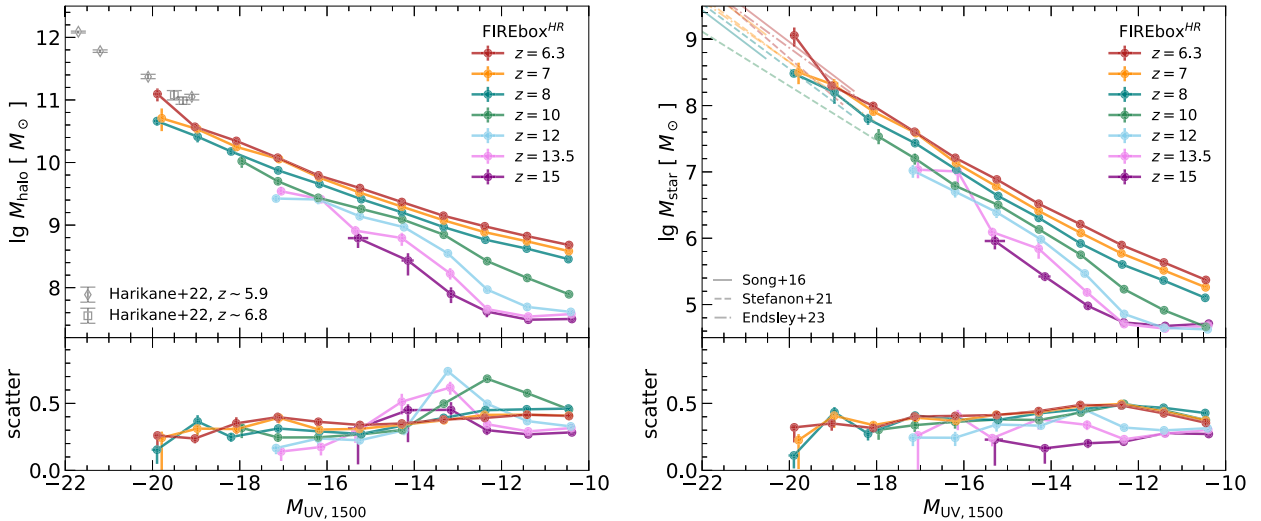 FIREbox^HR
z = 6.3
z = 7
z = 8
z = 10
z = 12
z = 13.5
z = 15
Harikane+22, z ~ 5.9
Harikane+22, z ~ 6.8
lg M_halo [ M_⊙ ]
12
11
10
9
8
scatter
0.5
0.0
−22 −20 −18 −16 −14 −12 −10
M_UV, 1500
FIREbox^HR
z = 6.3
z = 7
z = 8
z = 10
z = 12
z = 13.5
z = 15
Song+16
Stefanon+21
Endsley+23
lg M_star [ M_⊙ ]
9
8
7
6
5
scatter
0.5
0.0
−22 −20 −18 −16 −14 −12 −10
M_UV, 1500